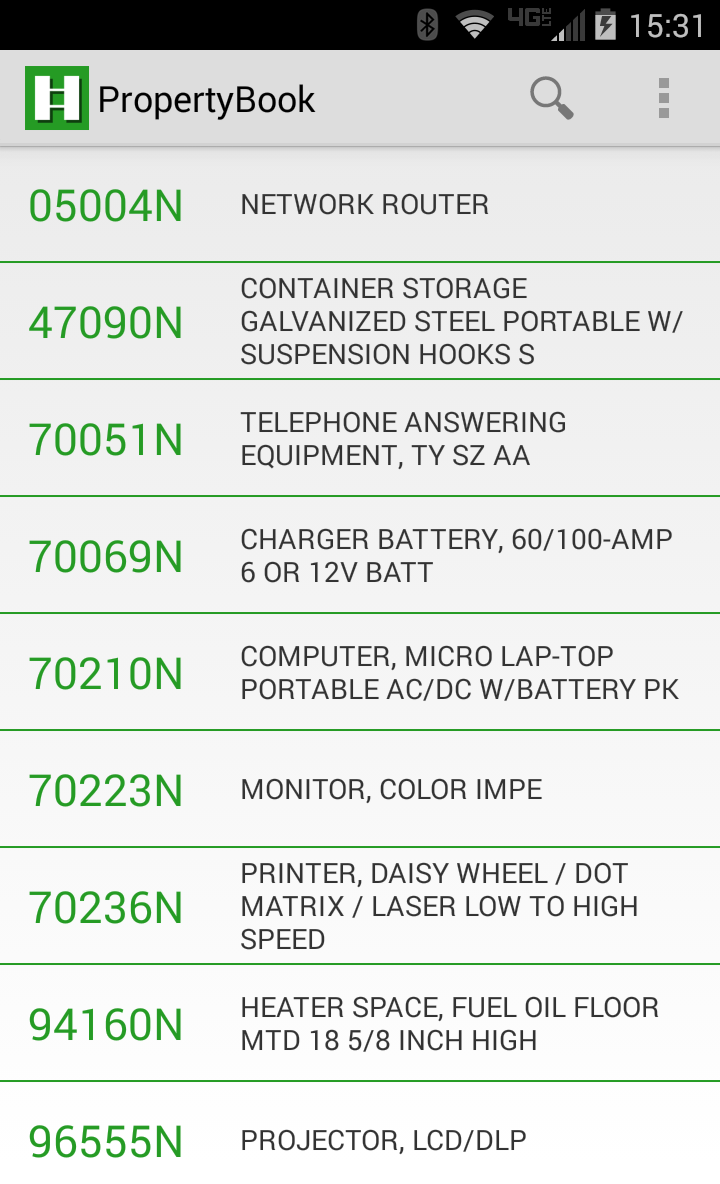 4G LTE 15:31
H PropertyBook
05004N NETWORK ROUTER
47090N CONTAINER STORAGE
GALVANIZED STEEL PORTABLE W/
SUSPENSION HOOKS S
70051N TELEPHONE ANSWERING
EQUIPMENT, TY SZ AA
70069N CHARGER BATTERY, 60/100-AMP
6 OR 12V BATT
70210N COMPUTER, MICRO LAP-TOP
PORTABLE AC/DC W/BATTERY PK
70223N MONITOR, COLOR IMPE
70236N PRINTER, DAISY WHEEL / DOT
MATRIX / LASER LOW TO HIGH
SPEED
94160N HEATER SPACE, FUEL OIL FLOOR
MTD 18 5/8 INCH HIGH
96555N PROJECTOR, LCD/DLP